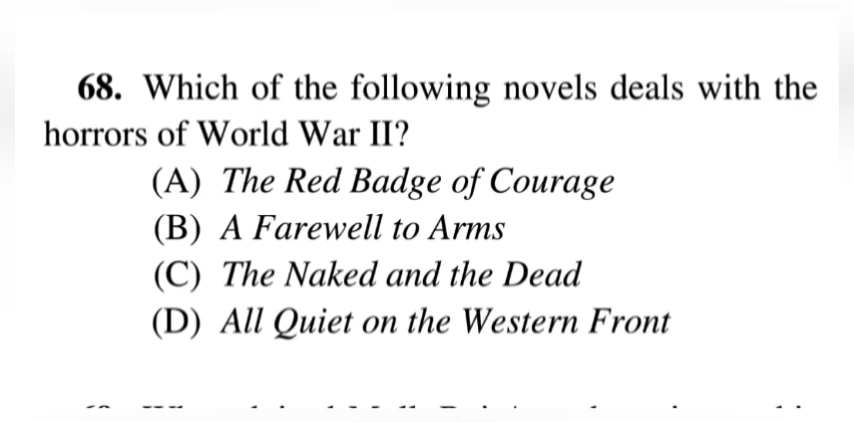 68. Which of the following novels deals with the
horrors of World War II?
(A) The Red Badge of Courage
(B) A Farewell to Arms
(C) The Naked and the Dead
(D) All Quiet on the Western Front